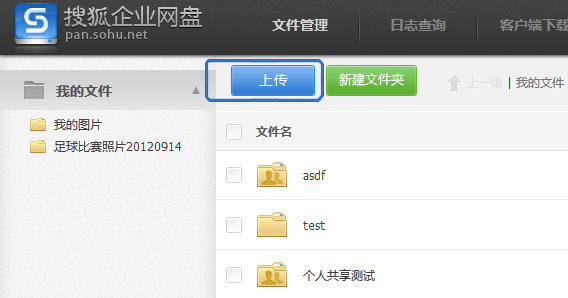 搜狐企业网盘
pan.sohu.net
文件管理 日志查询 客户端下载
上传 新建文件夹 上一级 | 我的文件
我的文件
我的图片
足球比赛照片20120914
文件名
asdf
test
个人共享测试